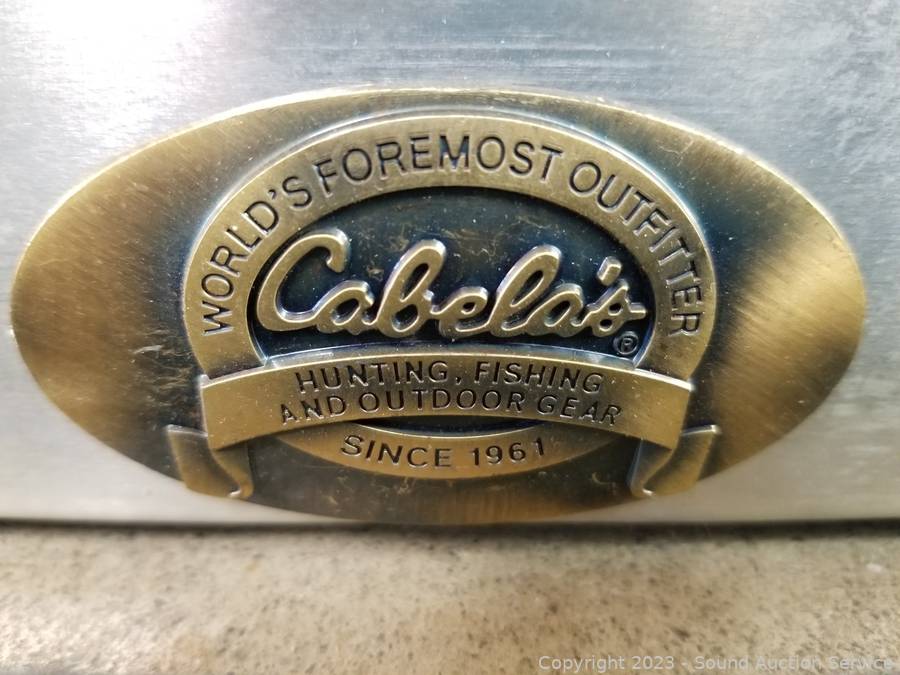 WORLD'S FOREMOST OUTFITTER
Cabela's®
HUNTING, FISHING
AND OUTDOOR GEAR
SINCE 1961
Copyright 2023 - Sound Auction Service